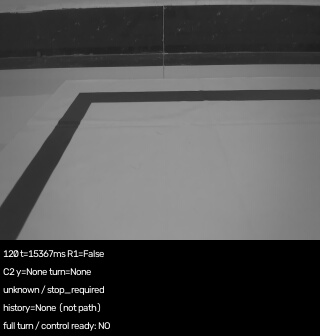 120 t=15367ms R1=False
C2 y=None turn=None
unknown / stop_required
history=None (not path)
full turn / control ready: NO